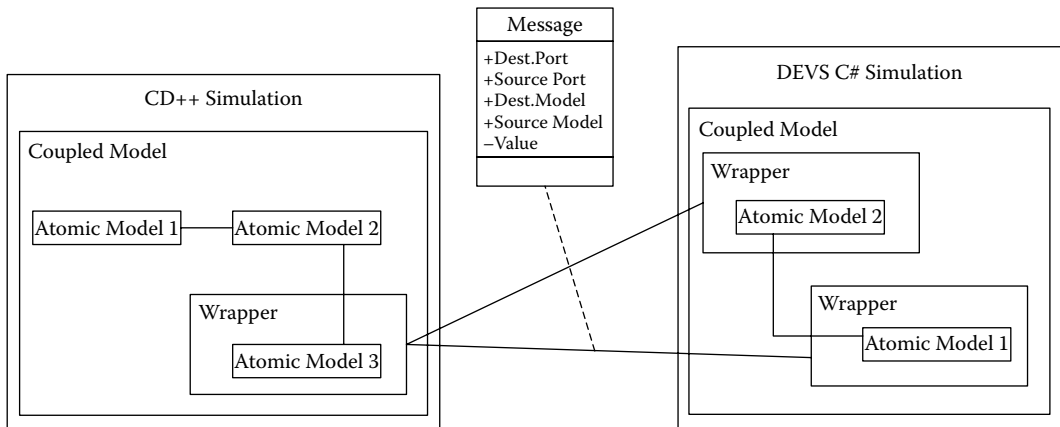 Message
+Dest.Port
+Source Port
+Dest.Model
+Source Model
−Value
CD++ Simulation
Coupled Model
Atomic Model 1
Atomic Model 2
Wrapper
Atomic Model 3
DEVS C# Simulation
Coupled Model
Wrapper
Atomic Model 2
Wrapper
Atomic Model 1